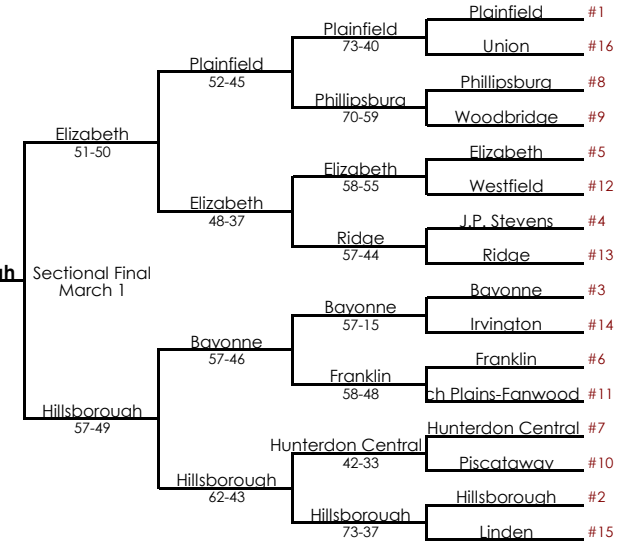 Plainfield #1
Plainfield
73-40
Union #16
Plainfield
52-45
Phillipsburg #8
Phillipsburg
70-59
Woodbridge #9
Elizabeth
51-50
Elizabeth #5
Elizabeth
58-55
Westfield #12
Elizabeth
48-37
J.P. Stevens #4
Ridge
57-44
Ridge #13
Sectional Final
March 1
Bayonne #3
Bayonne
57-15
Irvington #14
Bayonne
57-46
Franklin #6
Franklin
58-48
Plains-Fanwood #11
Hillsborough
57-49
Hunterdon Central #7
Hunterdon Central
42-33
Piscataway #10
Hillsborough
62-43
Hillsborough #2
Hillsborough
73-37
Linden #15